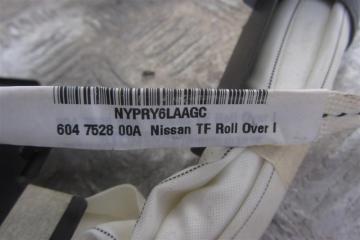 NYPRY6LAAGC
604 7528 00A Nissan TF Roll Over I